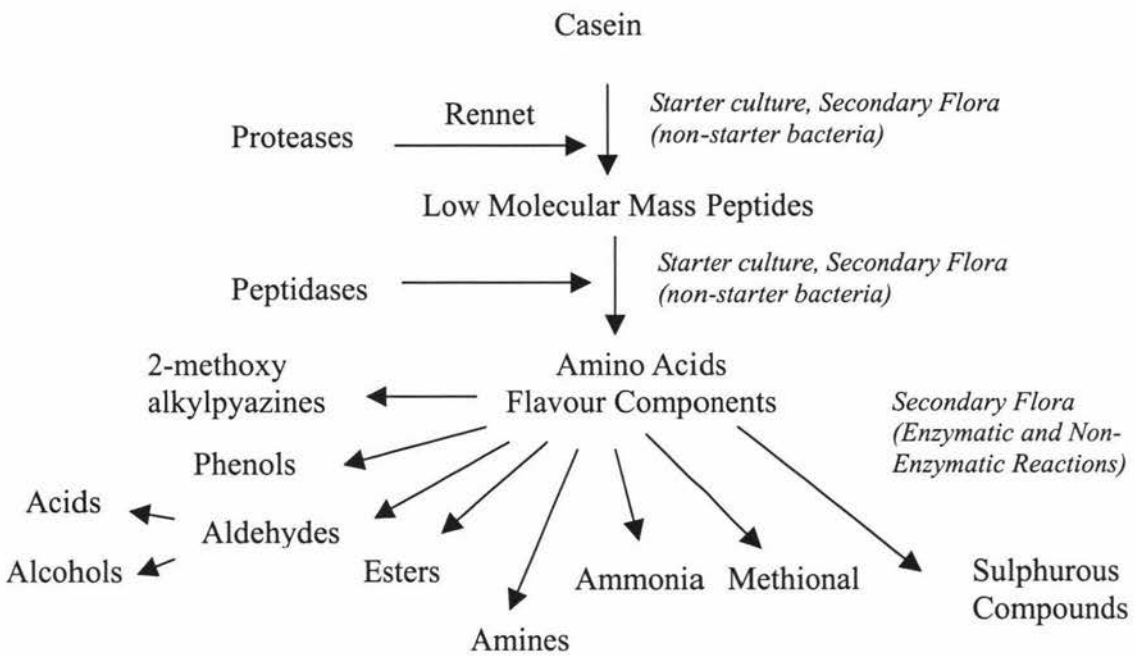 Casein
Rennet
Starter culture, Secondary Flora
(non-starter bacteria)
Proteases
Low Molecular Mass Peptides
Starter culture, Secondary Flora
(non-starter bacteria)
Peptidases
2-methoxy
alkylpyazines
Amino Acids
Flavour Components
Secondary Flora
(Enzymatic and Non-
Enzymatic Reactions)
Phenols
Acids
Aldehydes
Alcohols
Esters
Ammonia
Methional
Sulphurous
Compounds
Amines